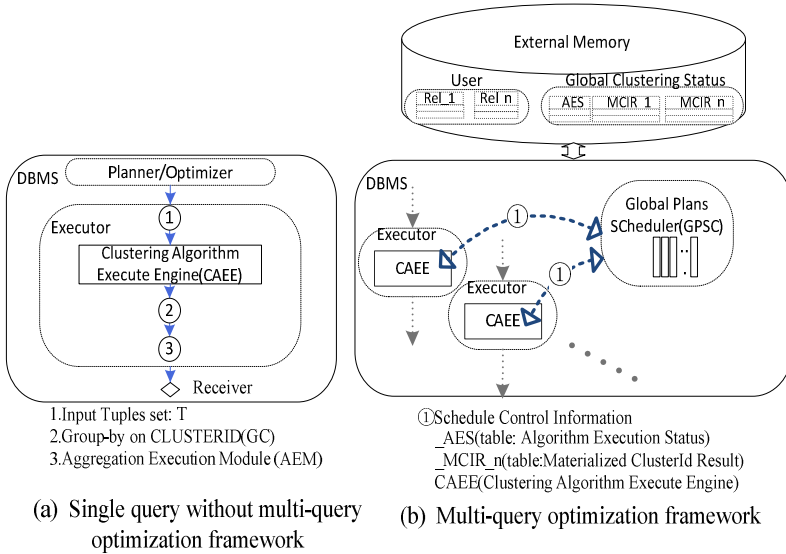 External Memory
User
Global Clustering Status
Rel_1 Rel_n
AES MCIR_1 MCIR_n
DBMS
Planner/Optimizer
Executor
1
Clustering Algorithm
Execute Engine(CAEE)
2
3
Receiver
1.Input Tuples set: T
2.Group-by on CLUSTERID(GC)
3.Aggregation Execution Module (AEM)
(a) Single query without multi-query
optimization framework
DBMS
Executor
CAEE
1
Global Plans
SCheduler(GPSC)
Executor
CAEE
1
①Schedule Control Information
_AES(table: Algorithm Execution Status)
_MCIR_n(table:Materialized ClusterId Result)
CAEE(Clustering Algorithm Execute Engine)
(b) Multi-query optimization framework